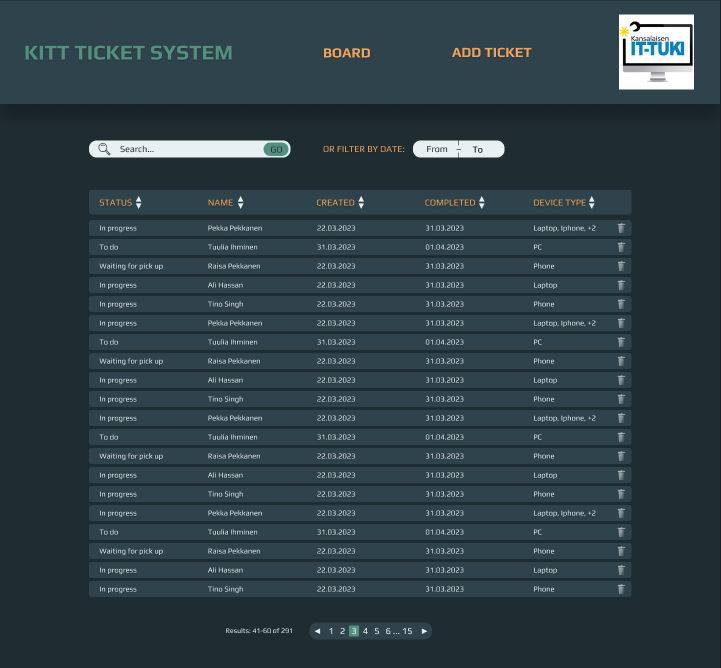 KITT TICKET SYSTEM BOARD ADD TICKET
Kansalaisen
IT-TUKI
Search... GO OR FILTER BY DATE: From – To
STATUS NAME CREATED COMPLETED DEVICE TYPE
In progress Pekka Pekkanen 22.03.2023 31.03.2023 Laptop, Iphone, +2
To do Tuulia Ihminen 31.03.2023 01.04.2023 PC
Waiting for pick up Raisa Pekkanen 22.03.2023 31.03.2023 Phone
In progress Ali Hassan 22.03.2023 31.03.2023 Laptop
In progress Tino Singh 22.03.2023 31.03.2023 Phone
In progress Pekka Pekkanen 22.03.2023 31.03.2023 Laptop, Iphone, +2
To do Tuulia Ihminen 31.03.2023 01.04.2023 PC
Waiting for pick up Raisa Pekkanen 22.03.2023 31.03.2023 Phone
In progress Ali Hassan 22.03.2023 31.03.2023 Laptop
In progress Tino Singh 22.03.2023 31.03.2023 Phone
In progress Pekka Pekkanen 22.03.2023 31.03.2023 Laptop, Iphone, +2
To do Tuulia Ihminen 31.03.2023 01.04.2023 PC
Waiting for pick up Raisa Pekkanen 22.03.2023 31.03.2023 Phone
In progress Ali Hassan 22.03.2023 31.03.2023 Laptop
In progress Tino Singh 22.03.2023 31.03.2023 Phone
In progress Pekka Pekkanen 22.03.2023 31.03.2023 Laptop, Iphone, +2
To do Tuulia Ihminen 31.03.2023 01.04.2023 PC
Waiting for pick up Raisa Pekkanen 22.03.2023 31.03.2023 Phone
In progress Ali Hassan 22.03.2023 31.03.2023 Laptop
In progress Tino Singh 22.03.2023 31.03.2023 Phone
Results: 41-60 of 291 ◄ 1 2 3 4 5 6 ... 15 ►